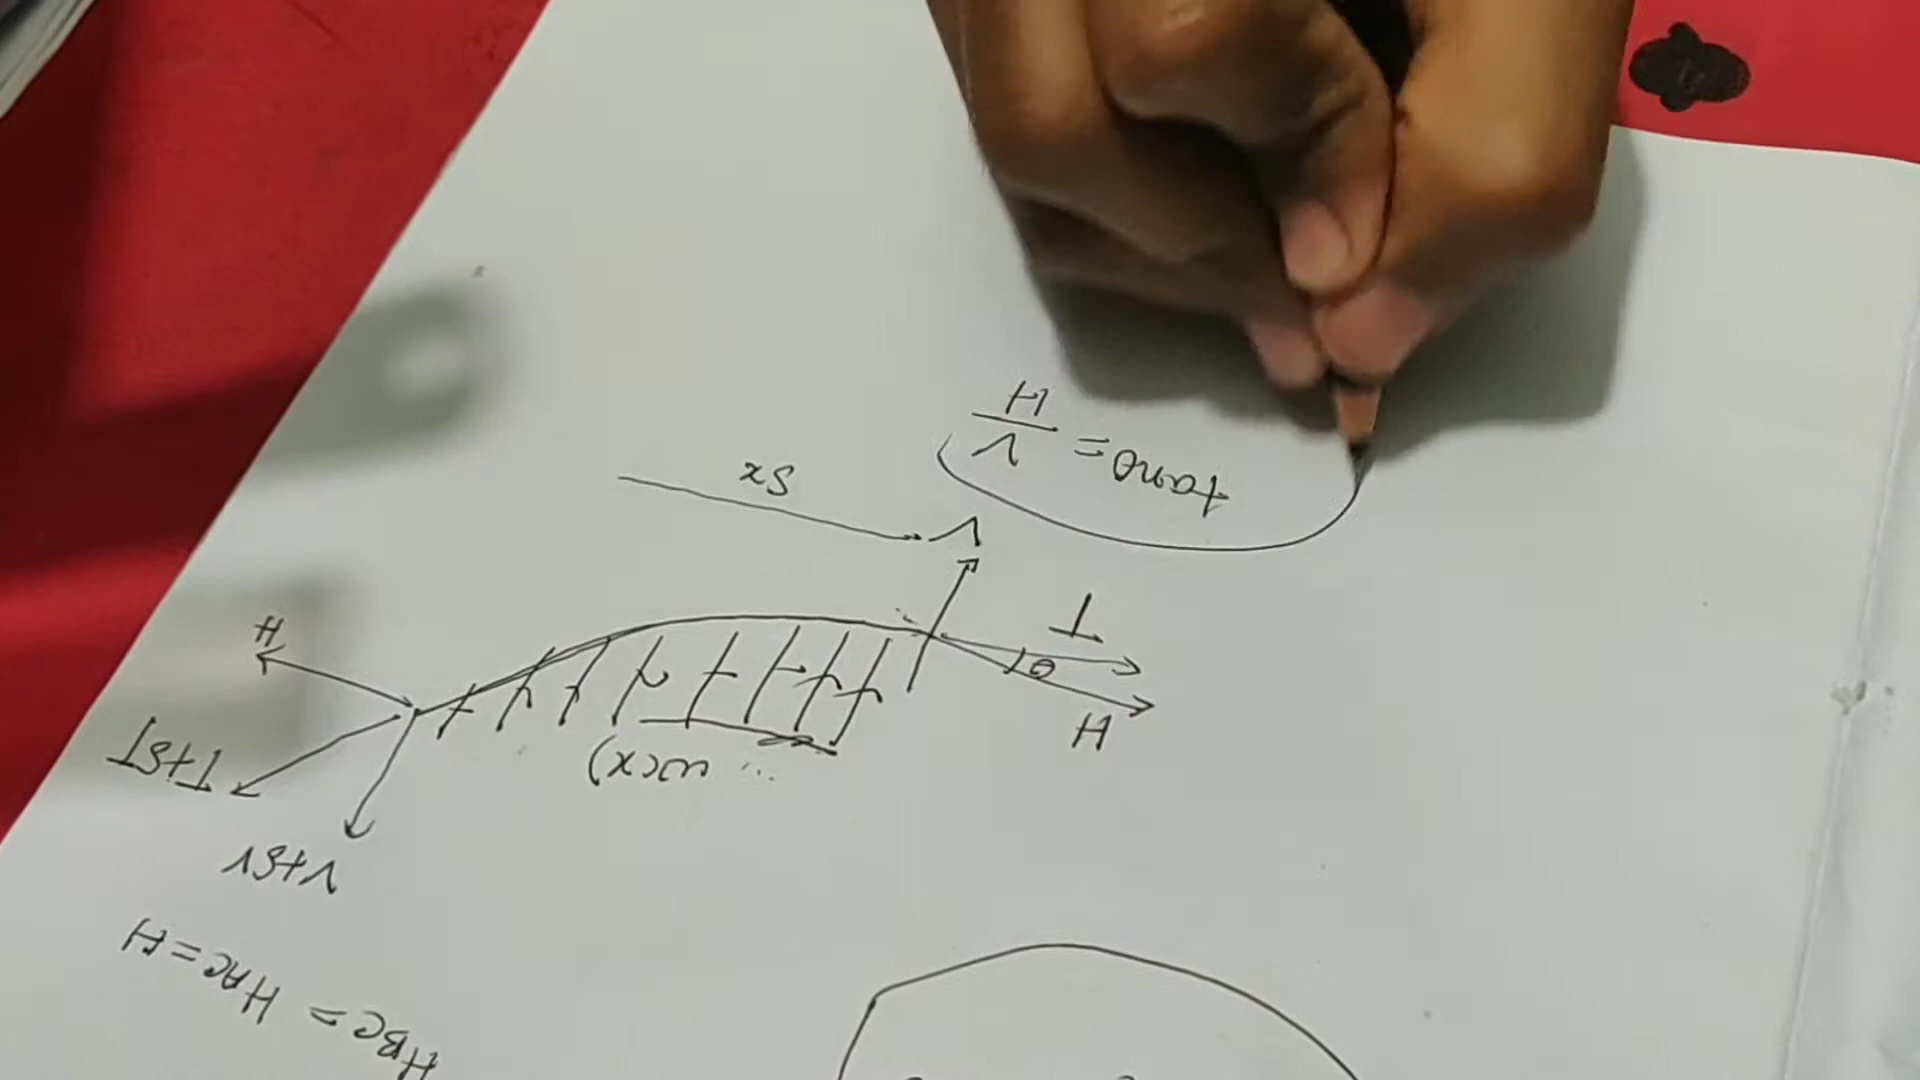 HBC = HAC = H
V+δV
T+δT
H
w(x)
H
θ
T
V
δx
tanθ = V/H